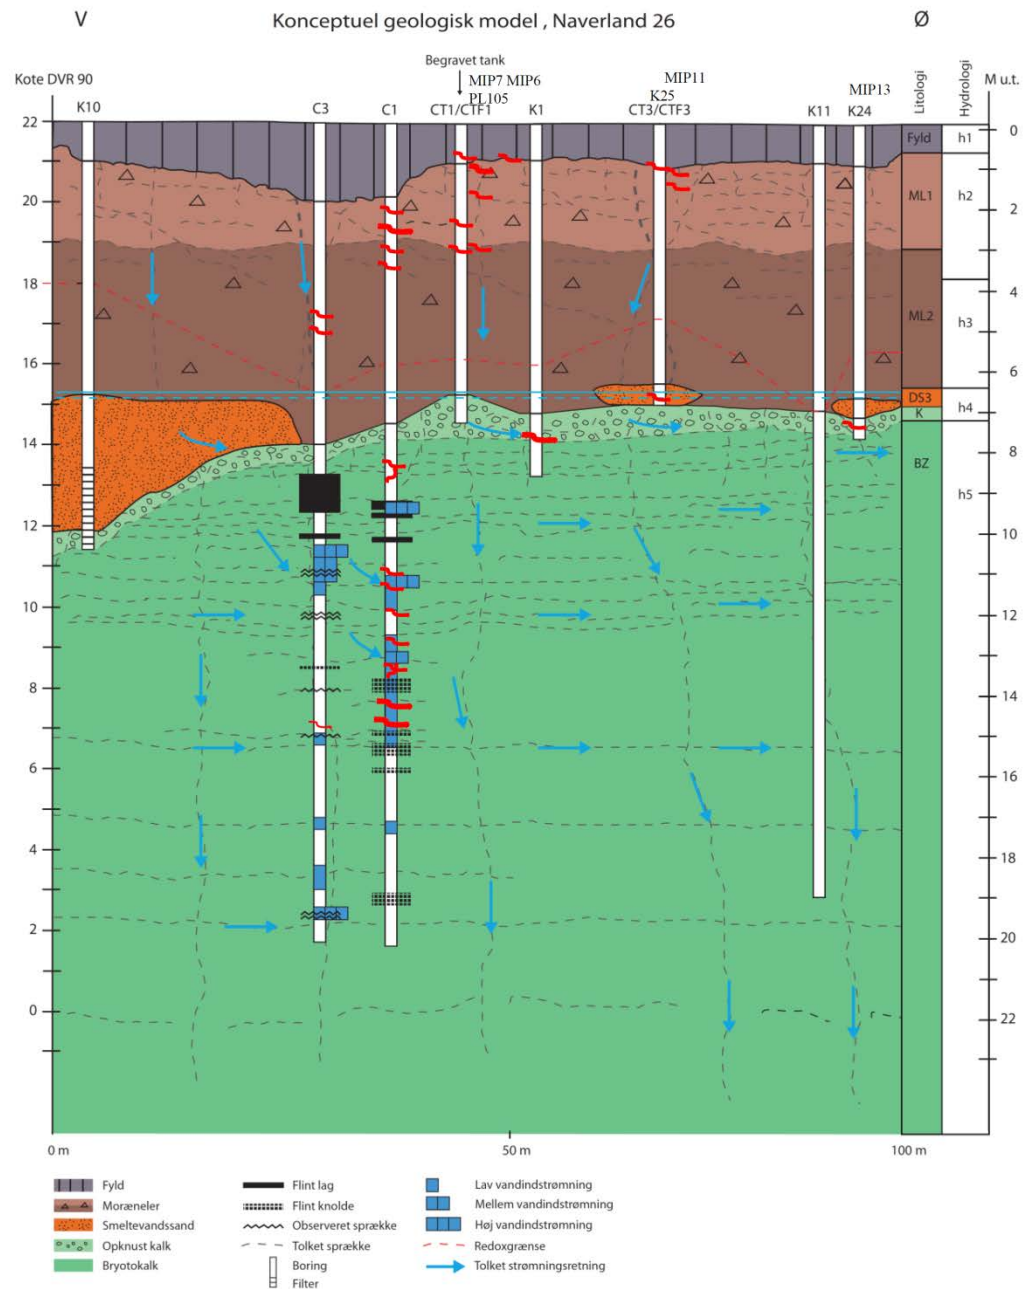 V
Konceptuel geologisk model , Naverland 26
Ø
Begravet tank
Kote DVR 90
MIP7 MIP6
MIP11
MIP13
M u.t.
PL105
K25
K10
C3
C1
CT1/CTF1
K1
CT3/CTF3
K11
K24
Litologi
Hydrologi
22
20
18
16
14
12
10
8
6
4
2
0
Fyld
ML1
ML2
DS3
K
BZ
h1
h2
h3
h4
h5
0
2
4
6
8
10
12
14
16
18
20
22
0 m
50 m
100 m
Fyld
Moræneler
Smeltevandssand
Opknust kalk
Bryotokalk
Flint lag
Flint knolde
Observeret sprække
Tolket sprække
Boring
Filter
Lav vandindstrømning
Mellem vandindstrømning
Høj vandindstrømning
Redoxgrænse
Tolket strømningsretning